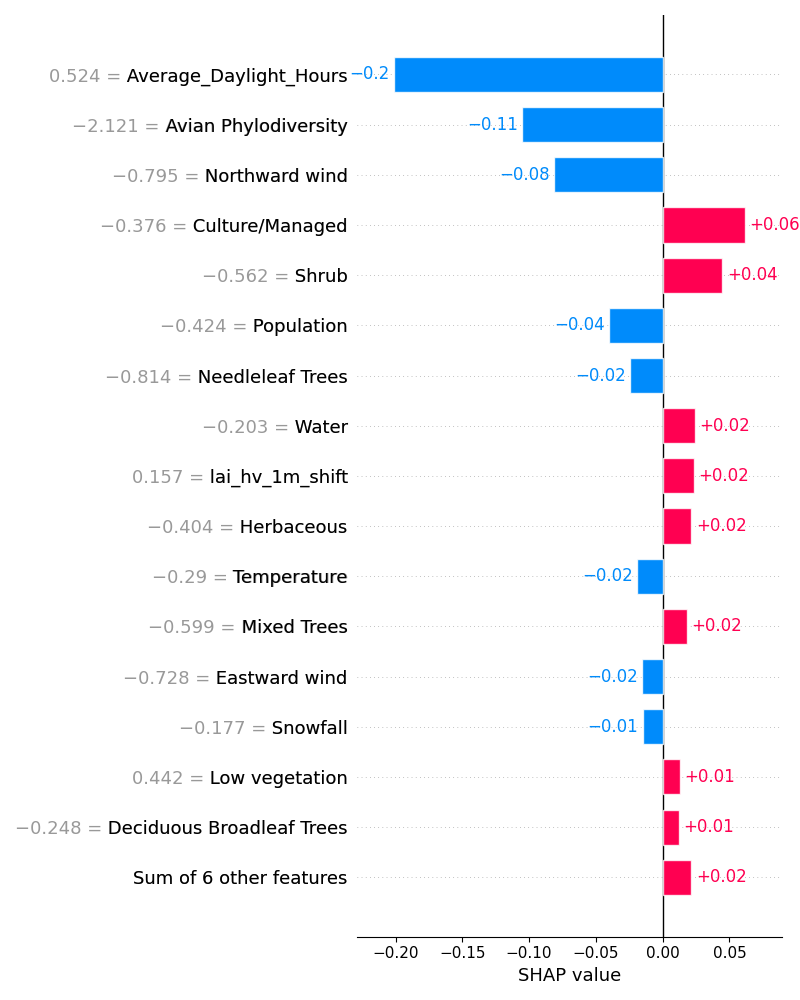 0.524 = Average_Daylight_Hours −0.2
−2.121 = Avian Phylodiversity −0.11
−0.795 = Northward wind −0.08
−0.376 = Culture/Managed +0.06
−0.562 = Shrub +0.04
−0.424 = Population −0.04
−0.814 = Needleleaf Trees −0.02
−0.203 = Water +0.02
0.157 = lai_hv_1m_shift +0.02
−0.404 = Herbaceous +0.02
−0.29 = Temperature −0.02
−0.599 = Mixed Trees +0.02
−0.728 = Eastward wind −0.02
−0.177 = Snowfall −0.01
0.442 = Low vegetation +0.01
−0.248 = Deciduous Broadleaf Trees +0.01
Sum of 6 other features +0.02
−0.20 −0.15 −0.10 −0.05 0.00 0.05
SHAP value